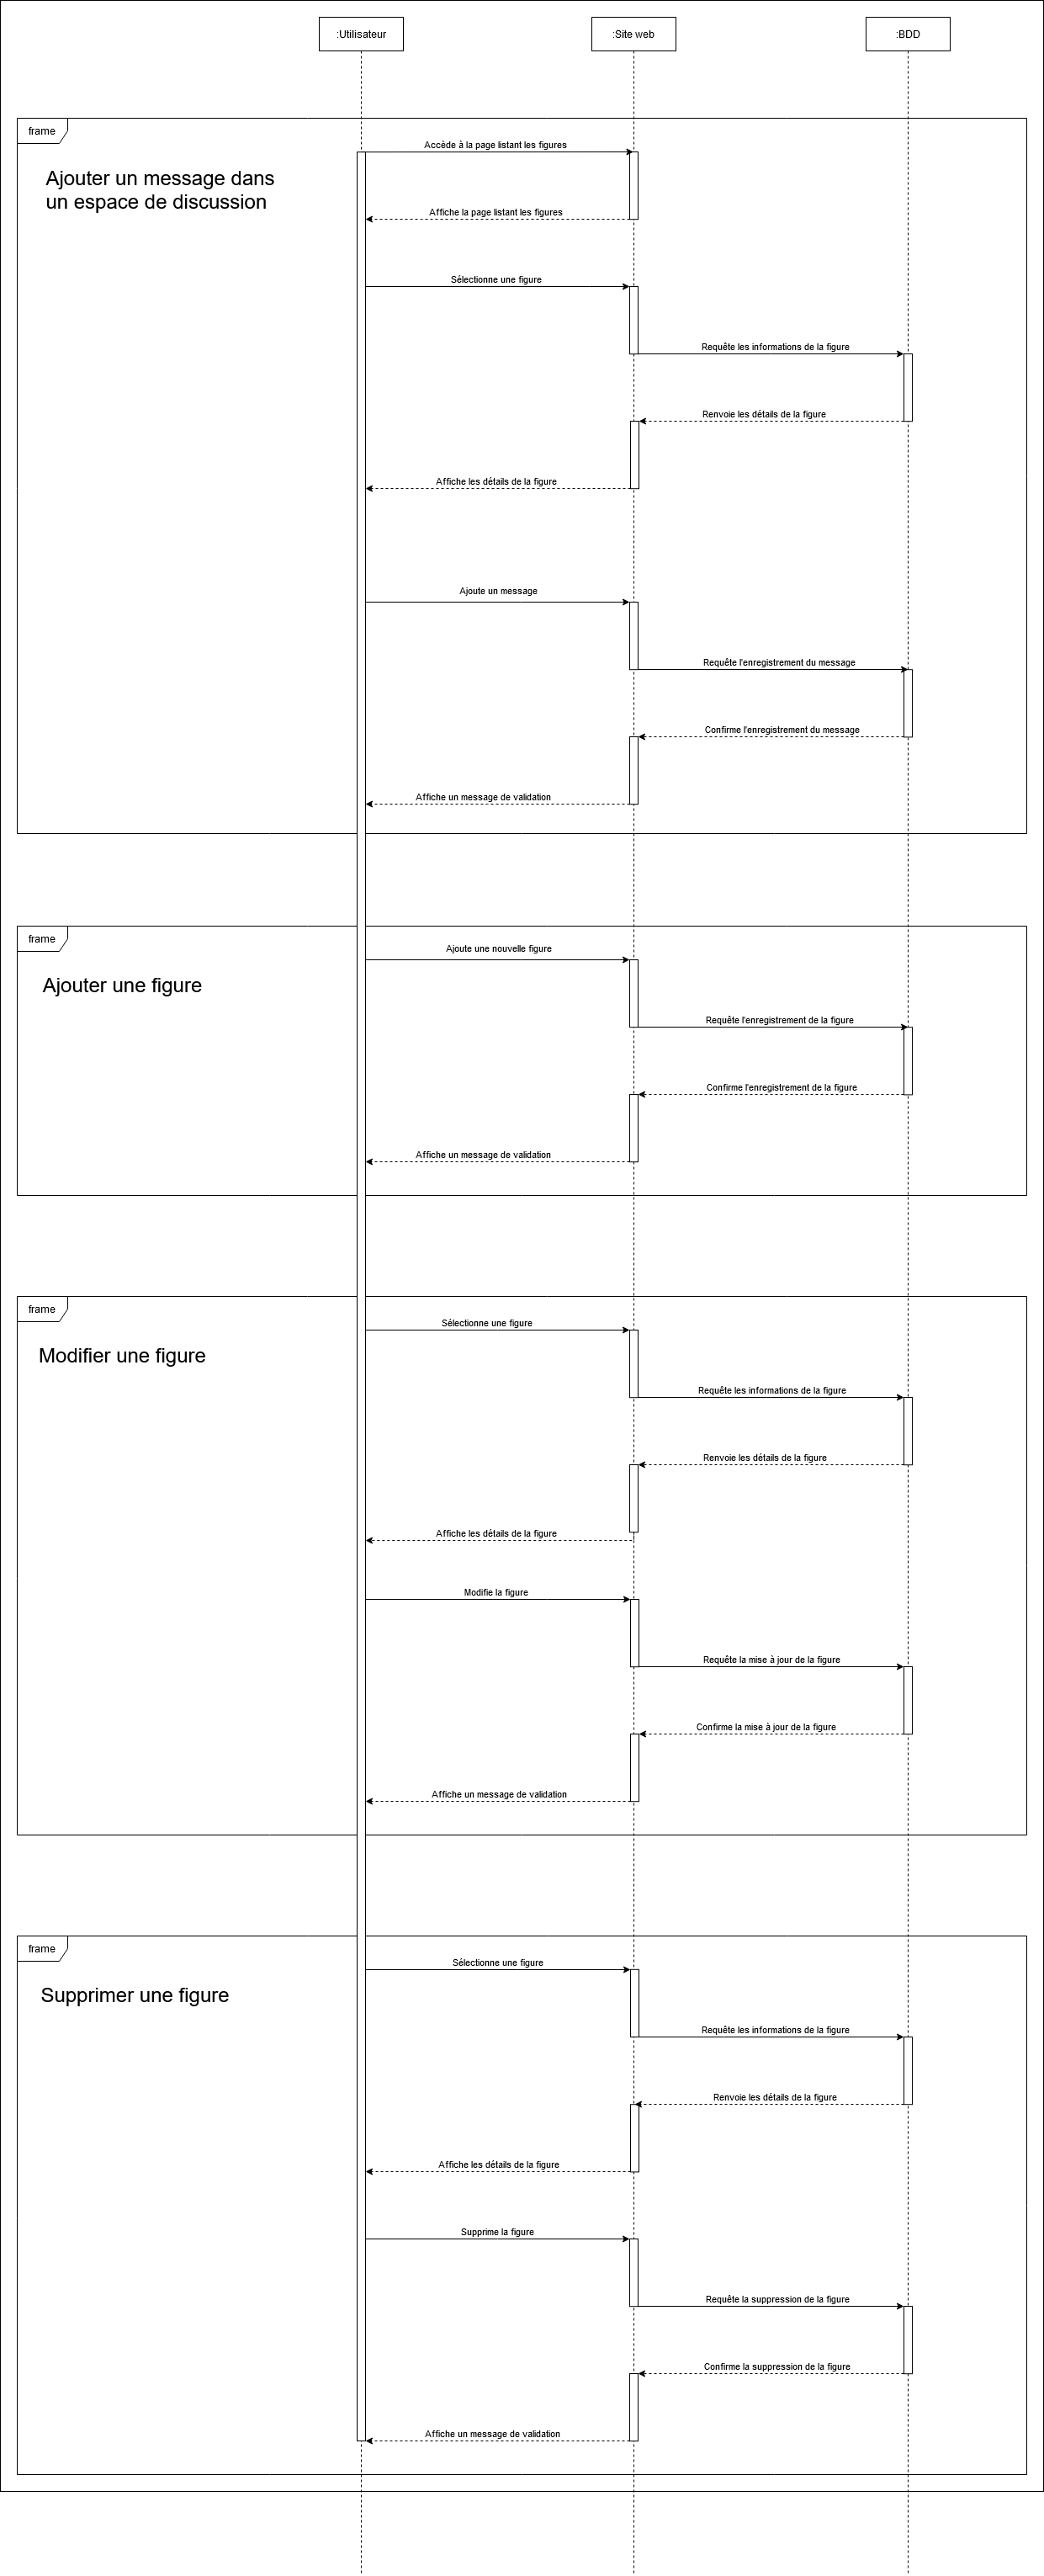 :Utilisateur
:Site web
:BDD
frame
Accède à la page listant les figures
Ajouter un message dans
un espace de discussion
Affiche la page listant les figures
Sélectionne une figure
Requête les informations de la figure
Renvoie les détails de la figure
Affiche les détails de la figure
Ajoute un message
Requête l'enregistrement du message
Confirme l'enregistrement du message
Affiche un message de validation
frame
Ajoute une nouvelle figure
Ajouter une figure
Requête l'enregistrement de la figure
Confirme l'enregistrement de la figure
Affiche un message de validation
frame
Sélectionne une figure
Modifier une figure
Requête les informations de la figure
Renvoie les détails de la figure
Affiche les détails de la figure
Modifie la figure
Requête la mise à jour de la figure
Confirme la mise à jour de la figure
Affiche un message de validation
frame
Sélectionne une figure
Supprimer une figure
Requête les informations de la figure
Renvoie les détails de la figure
Affiche les détails de la figure
Supprime la figure
Requête la suppression de la figure
Confirme la suppression de la figure
Affiche un message de validation